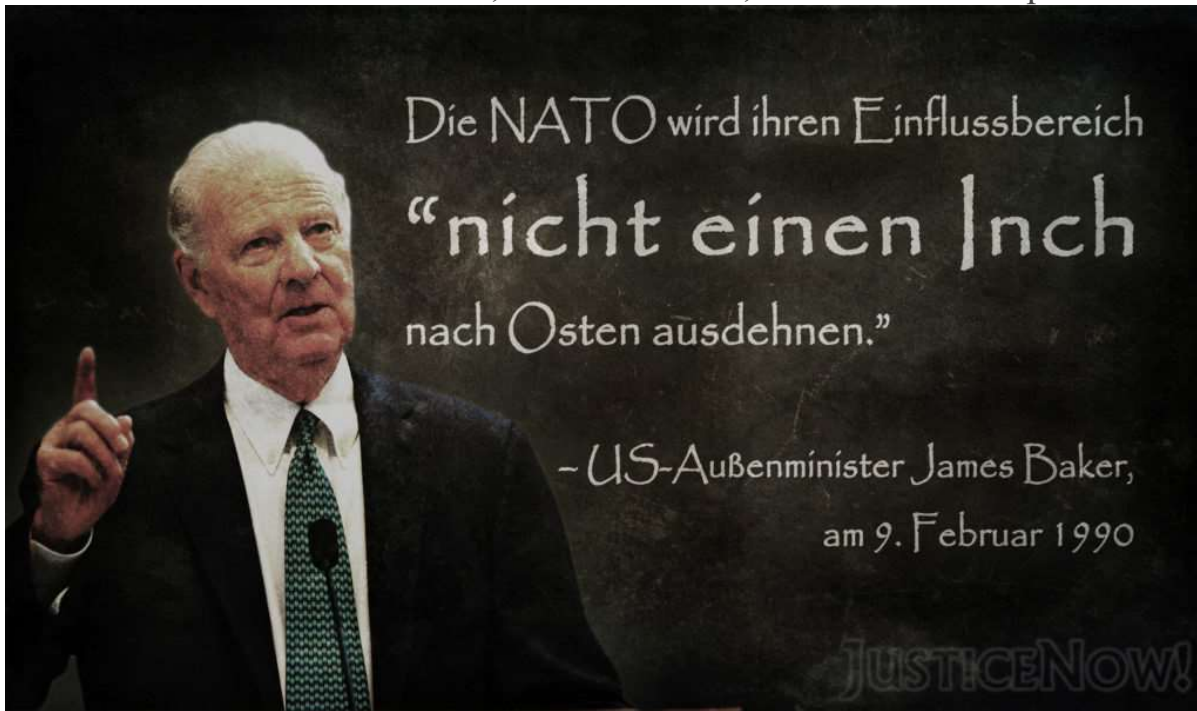 Die NATO wird ihren Einflussbereich
“nicht einen Inch
nach Osten ausdehnen.”
– US-Außenminister James Baker,
am 9. Februar 1990
JUSTICENOW!